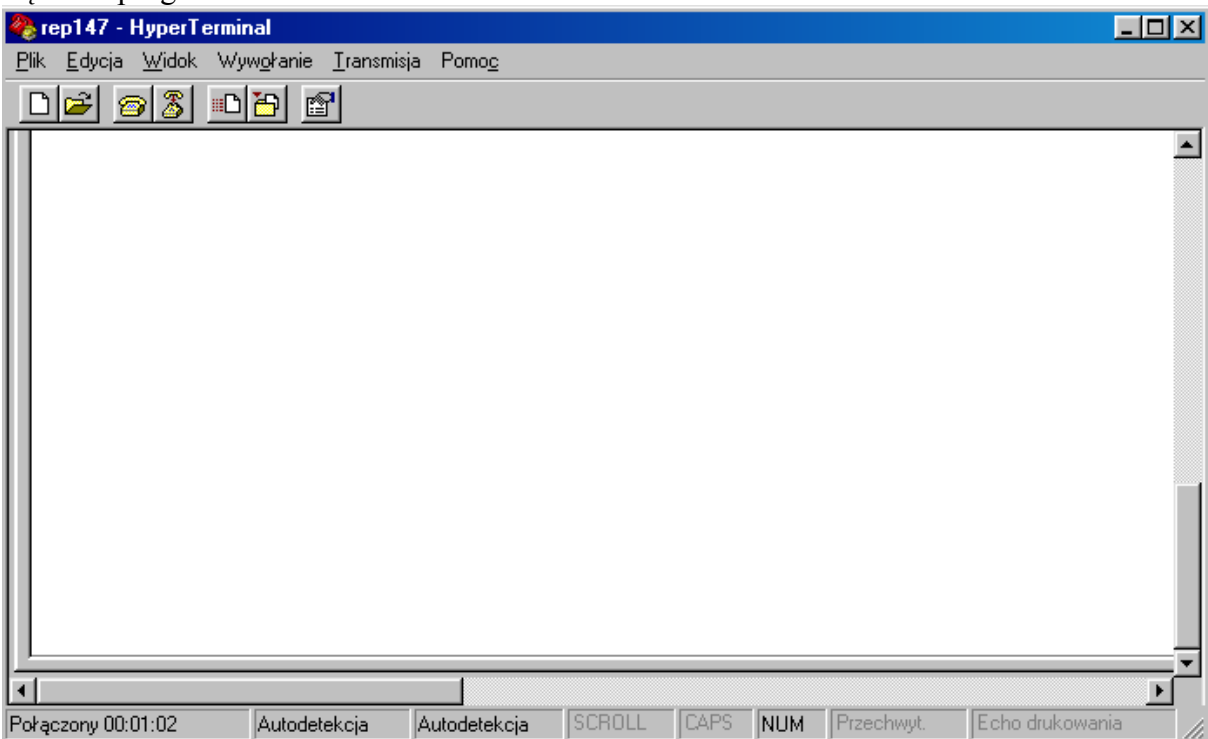 rep147 - HyperTerminal
Plik Edycja Widok Wywołanie Transmisja Pomoc
Połączony 00:01:02 Autodetekcja Autodetekcja SCROLL CAPS NUM Przechwyt. Echo drukowania